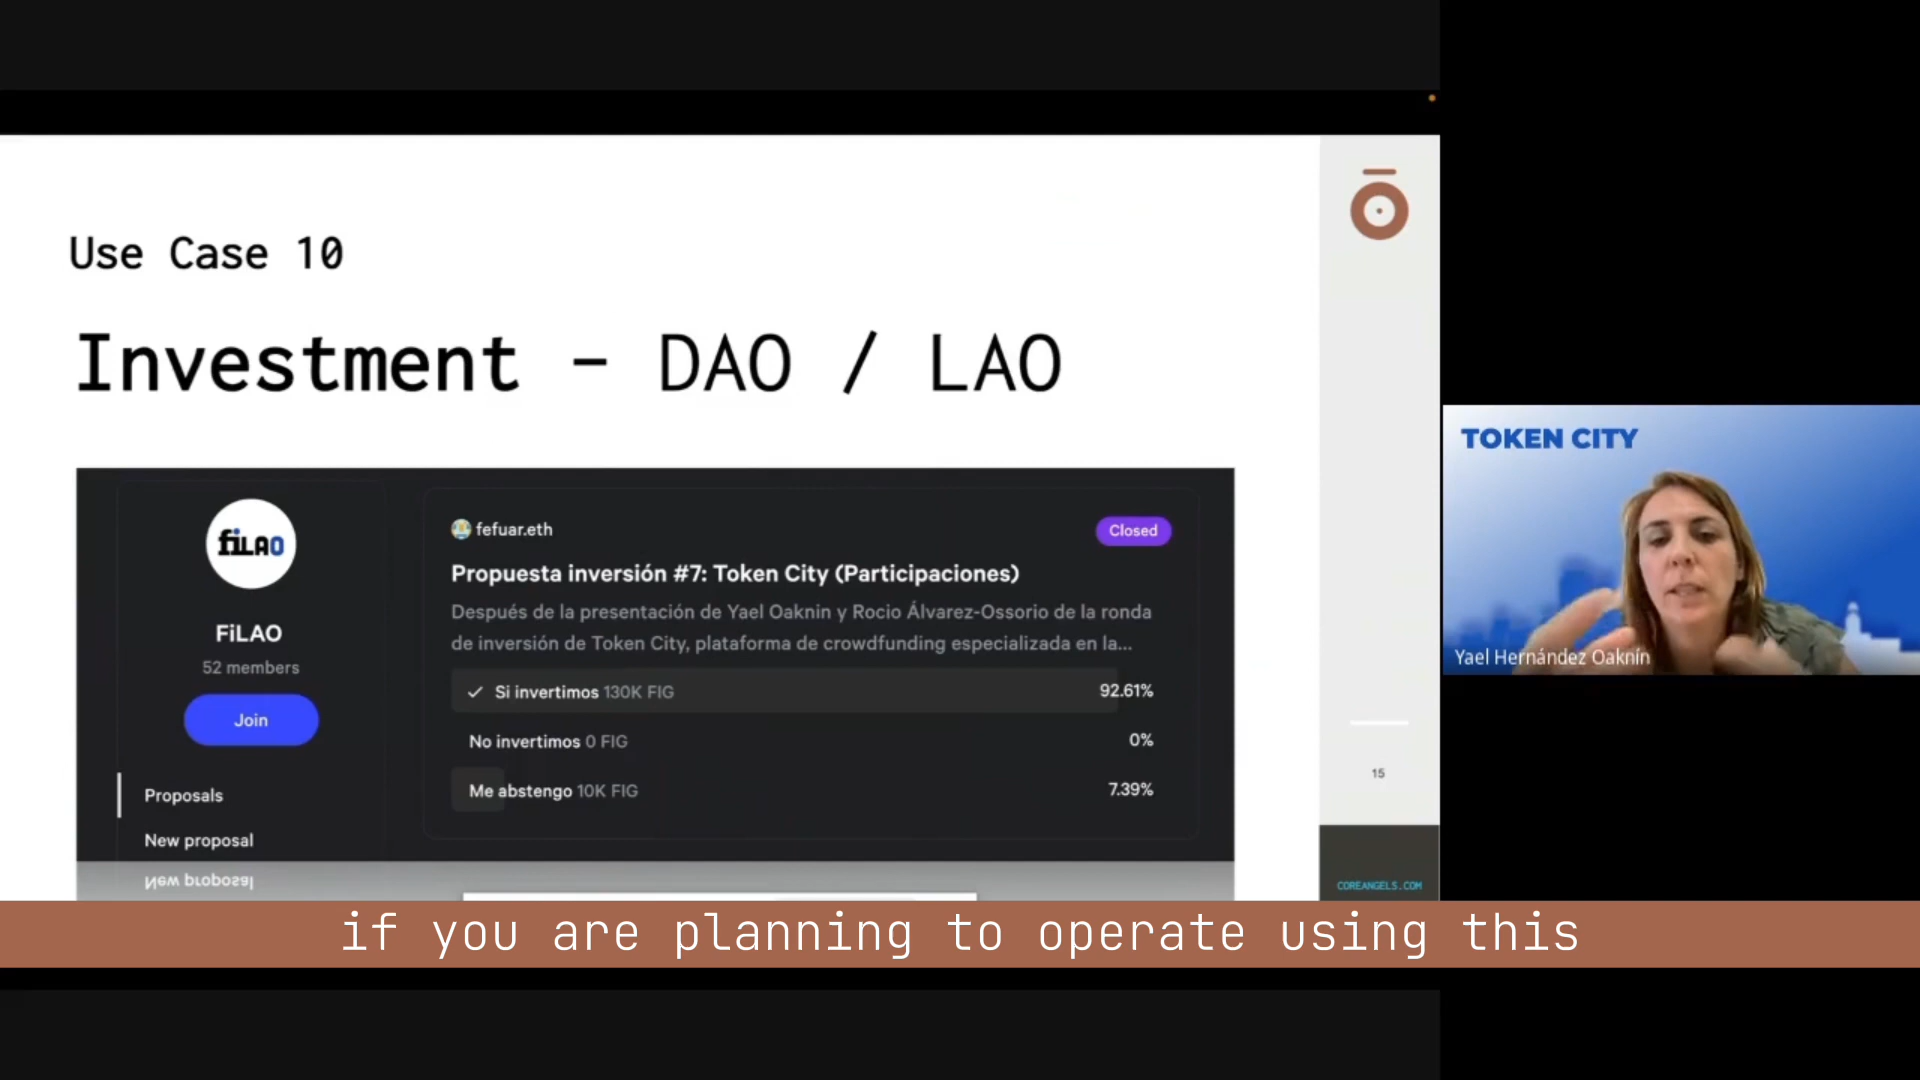 Use Case 10
Investment - DAO / LAO
fiLAO
FiLAO
52 members
Join
Proposals
New proposal
New proposal
fefuar.eth
Closed
Propuesta inversión #7: Token City (Participaciones)
Después de la presentación de Yael Oaknin y Rocio Álvarez-Ossorio de la ronda
de inversión de Token City, plataforma de crowdfunding especializada en la...
Si invertimos 130K FIG 92.61%
No invertimos 0 FIG 0%
Me abstengo 10K FIG 7.39%
15
COREANGELS.COM
TOKEN CITY
Yael Hernández Oaknín
if you are planning to operate using this